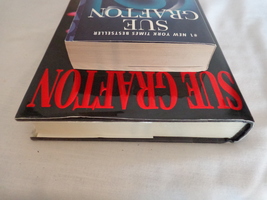 SUE
GRAFTON
#1 NEW YORK TIMES BESTSELLER
SUE GRAFTON